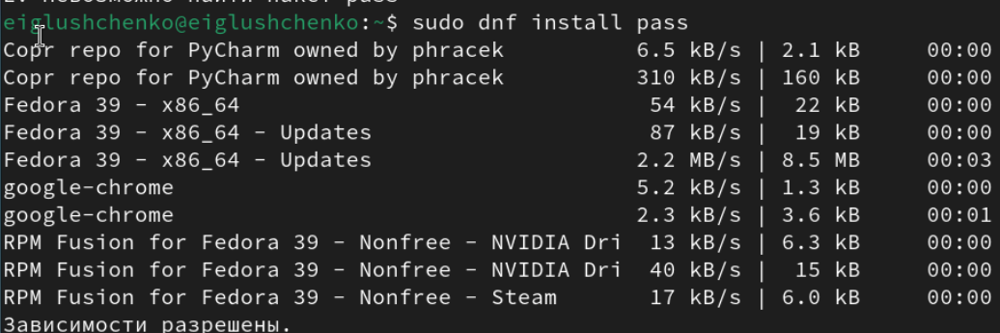 eiglushchenko@eiglushchenko:~$ sudo dnf install pass
Copr repo for PyCharm owned by phracek 6.5 kB/s | 2.1 kB 00:00
Copr repo for PyCharm owned by phracek 310 kB/s | 160 kB 00:00
Fedora 39 - x86_64 54 kB/s | 22 kB 00:00
Fedora 39 - x86_64 - Updates 87 kB/s | 19 kB 00:00
Fedora 39 - x86_64 - Updates 2.2 MB/s | 8.5 MB 00:03
google-chrome 5.2 kB/s | 1.3 kB 00:00
google-chrome 2.3 kB/s | 3.6 kB 00:01
RPM Fusion for Fedora 39 - Nonfree - NVIDIA Dri 13 kB/s | 6.3 kB 00:00
RPM Fusion for Fedora 39 - Nonfree - NVIDIA Dri 40 kB/s | 15 kB 00:00
RPM Fusion for Fedora 39 - Nonfree - Steam 17 kB/s | 6.0 kB 00:00
Зависимости разрешены.